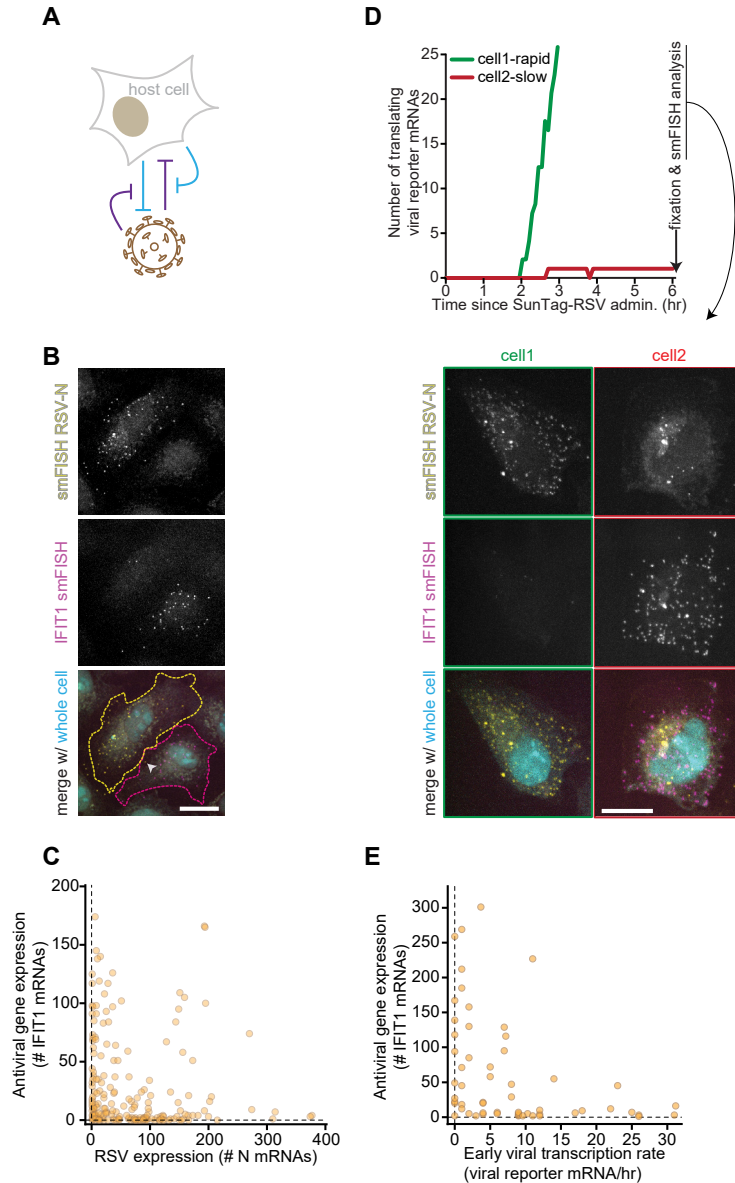 A
host cell
B
smFISH RSV-N
IFIT1 smFISH
merge w/ whole cell
C
Antiviral gene expression
(# IFIT1 mRNAs)
200
150
100
50
0
0
100
200
300
400
RSV expression (# N mRNAs)
D
Number of translating
viral reporter mRNAs
25
20
15
10
5
0
cell1-rapid
cell2-slow
0
1
2
3
4
5
6
Time since SunTag-RSV admin. (hr)
fixation & smFISH analysis
cell1
cell2
smFISH RSV-N
IFIT1 smFISH
merge w/ whole cell
E
Antiviral gene expression
(# IFIT1 mRNAs)
300
250
200
150
100
50
0
0
5
10
15
20
25
30
Early viral transcription rate
(viral reporter mRNA/hr)